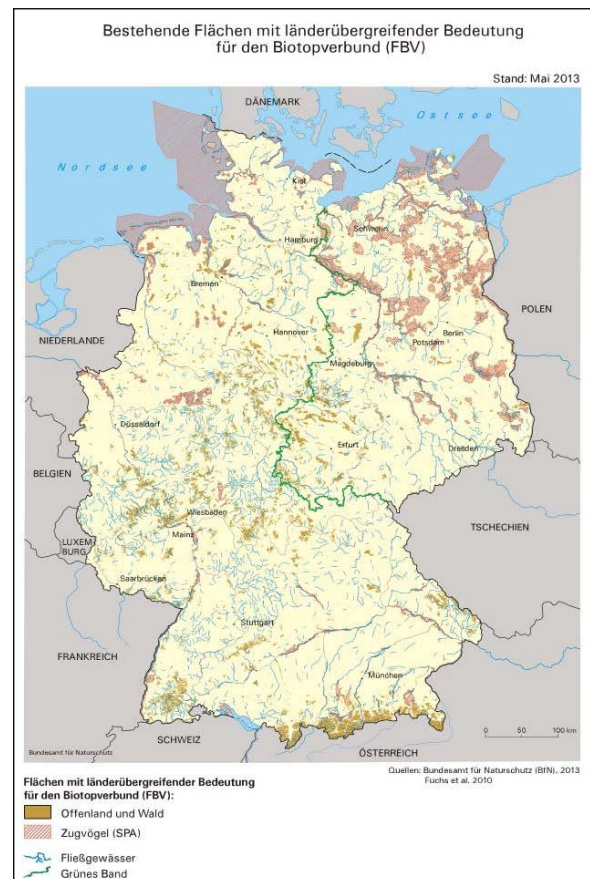 Bestehende Flächen mit länderübergreifender Bedeutung
für den Biotopverbund (FBV)
Stand: Mai 2013
DÄNEMARK
Ostsee
Nordsee
Kiel
Schwerin
Hamburg
Bremen
POLEN
Hannover
Berlin
NIEDERLANDE
Potsdam
Magdeburg
Düsseldorf
Erfurt
Dresden
BELGIEN
TSCHECHIEN
Wiesbaden
LUXEM-
BURG
Mainz
Saarbrücken
Stuttgart
FRANKREICH
München
0 50 100 km
SCHWEIZ
ÖSTERREICH
Bundesamt für Naturschutz
Quellen: Bundesamt für Naturschutz (BfN), 2013
Fuchs et al. 2010
Flächen mit länderübergreifender Bedeutung
für den Biotopverbund (FBV):
Offenland und Wald
Zugvögel (SPA)
Fließgewässer
Grünes Band